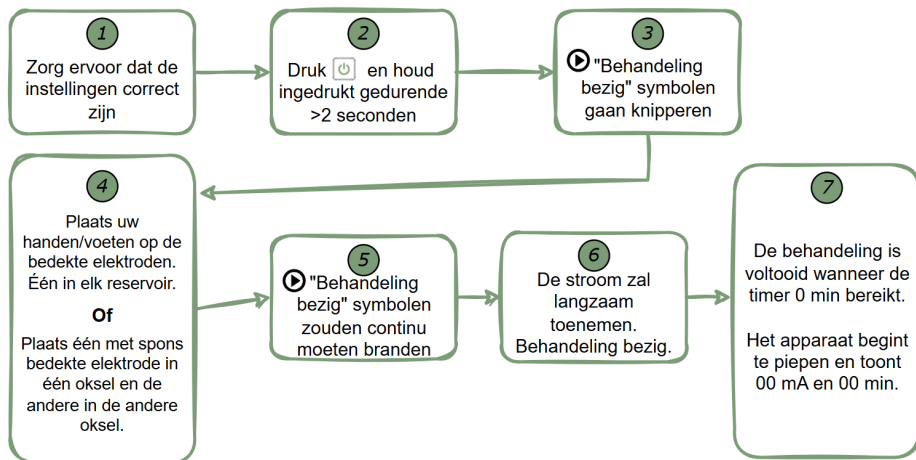 1
Zorg ervoor dat de
instellingen correct
zijn
2
Druk en houd
ingedrukt gedurende
>2 seconden
3
"Behandeling
bezig" symbolen
gaan knipperen
4
Plaats uw
handen/voeten op de
bedekte elektroden.
Één in elk reservoir.
Of
Plaats één met spons
bedekte elektrode in
één oksel en de
andere in de andere
oksel.
5
"Behandeling
bezig" symbolen
zouden continu
moeten branden
6
De stroom zal
langzaam
toenemen.
Behandeling bezig.
7
De behandeling is
voltooid wanneer de
timer 0 min bereikt.
Het apparaat begint
te piepen en toont
00 mA en 00 min.